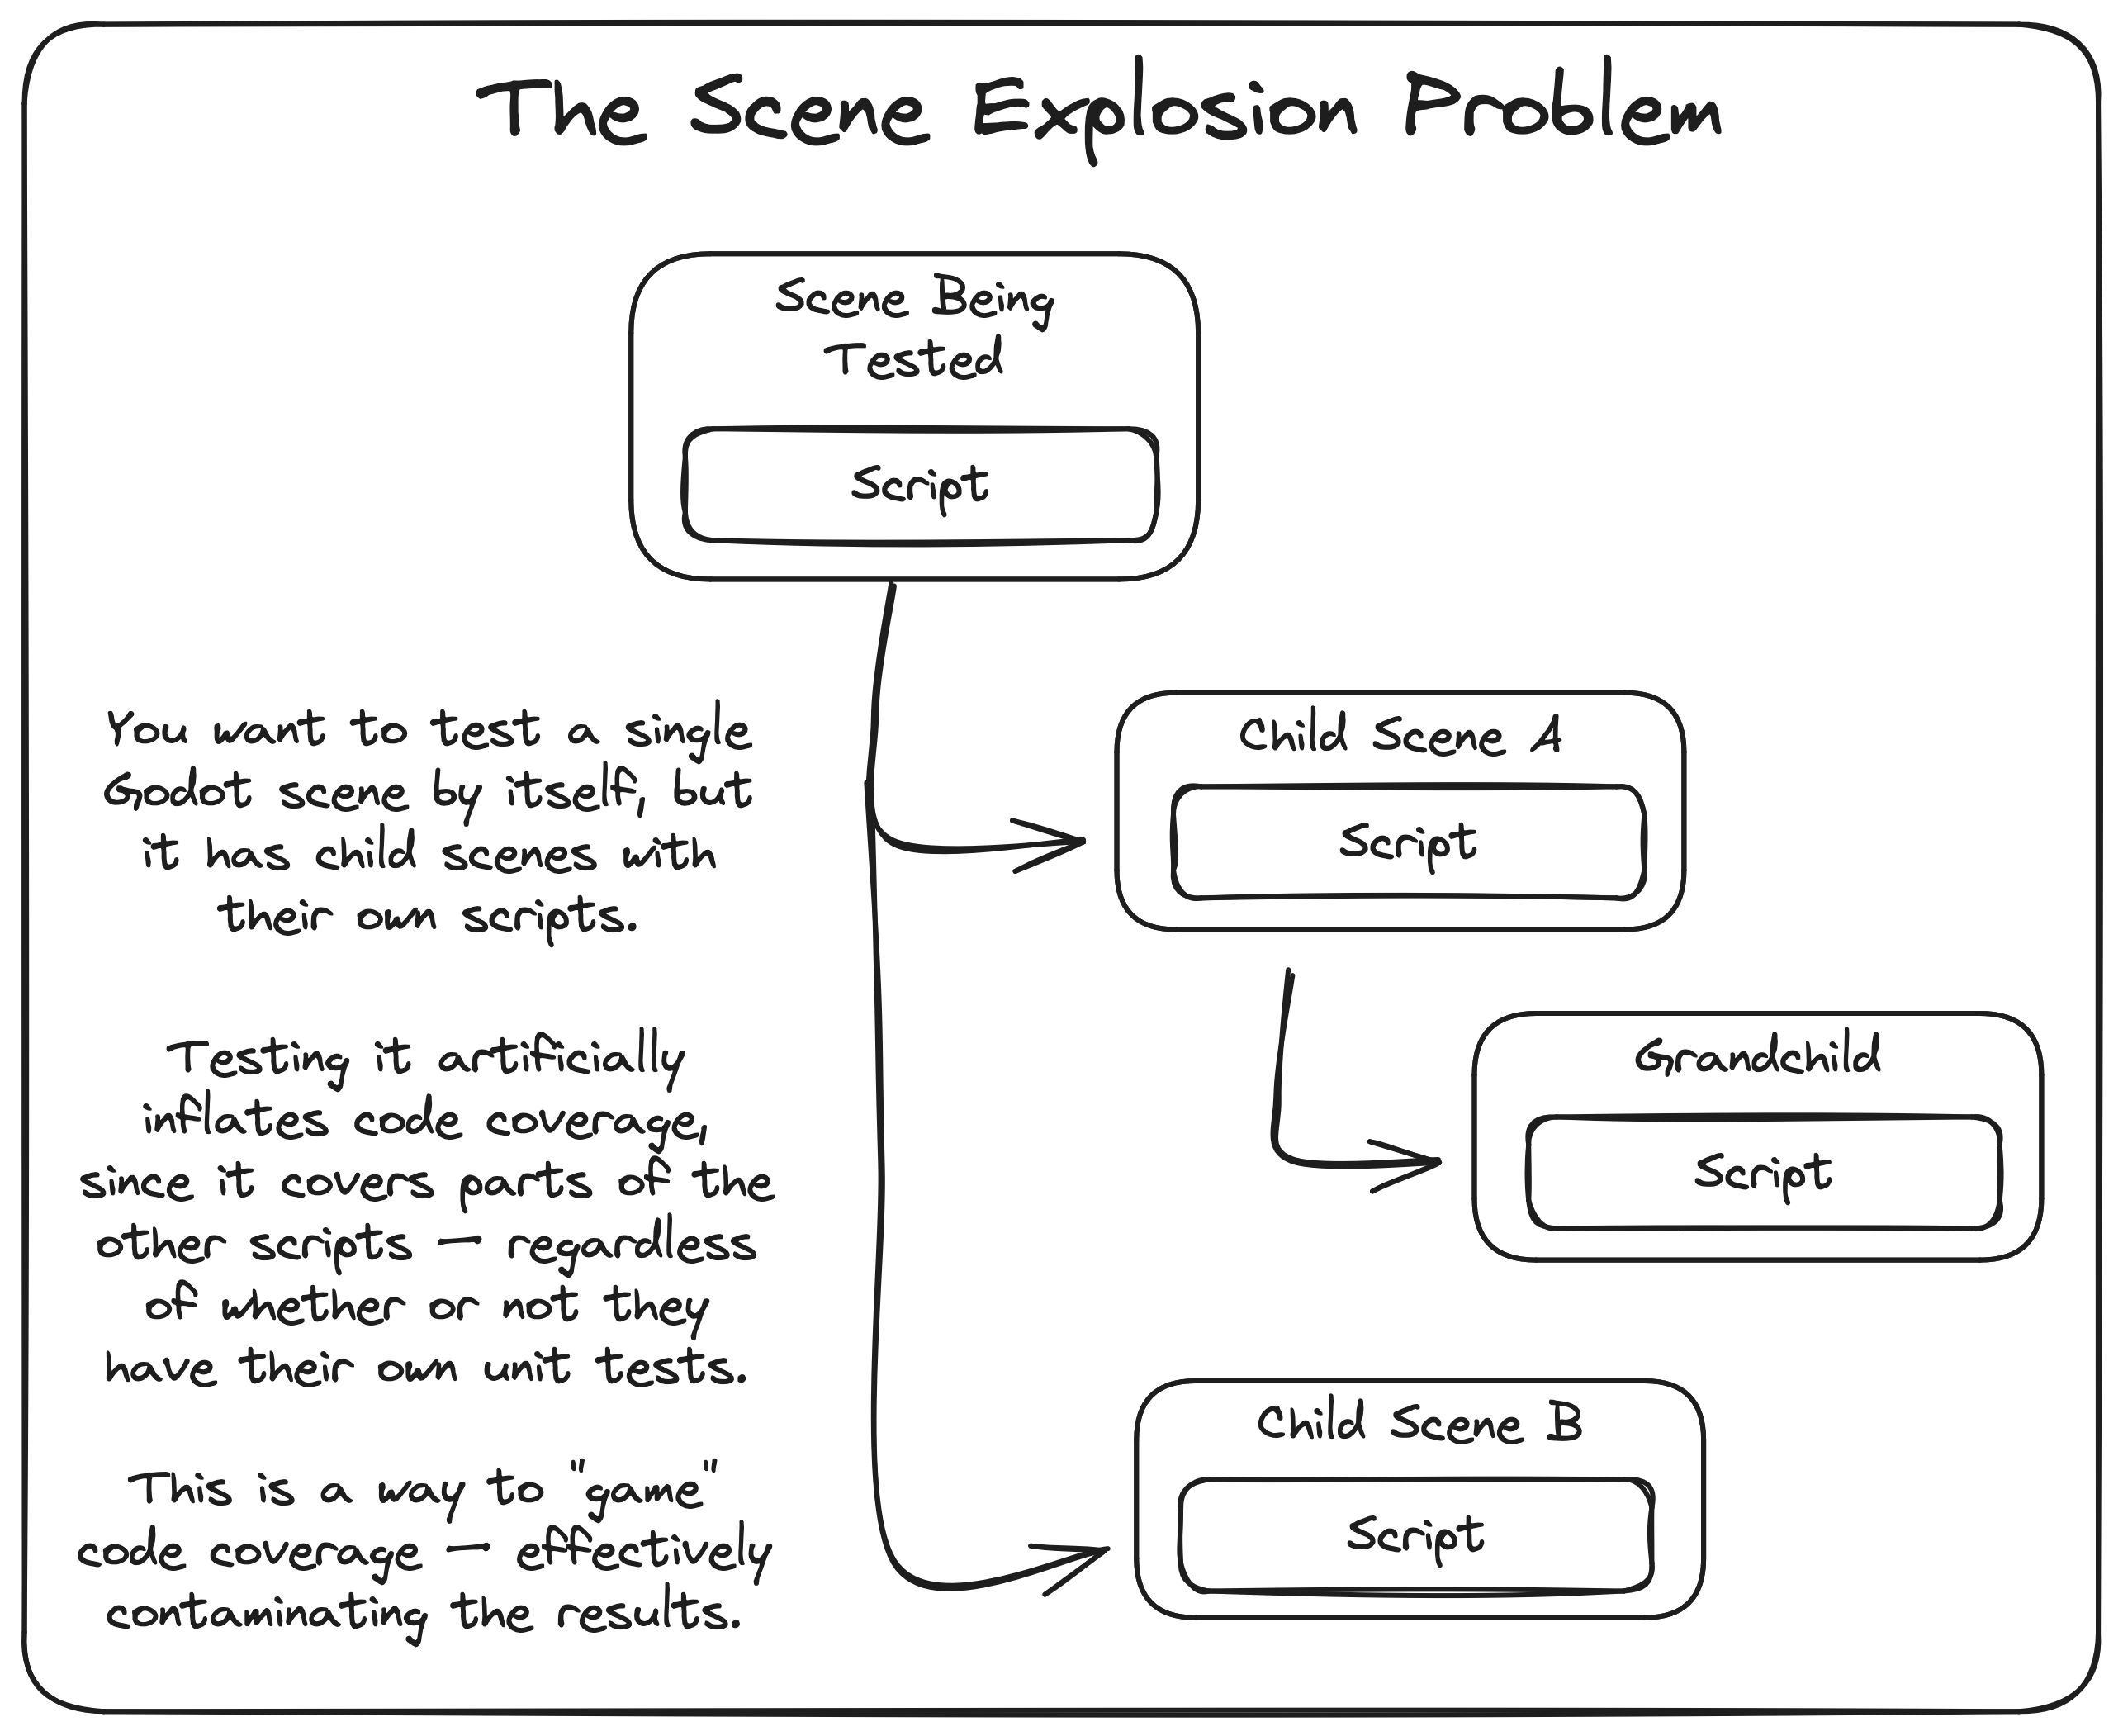 The Scene Explosion Problem
Scene Being
Tested
Script
You want to test a single
Godot scene by itself, but
it has child scenes with
their own scripts.
Testing it artificially
inflates code coverage,
since it covers parts of the
other scripts — regardless
of whether or not they
have their own unit tests.
This is a way to "game"
code coverage — effectively
contaminating the results.
Child Scene A
Script
Grandchild
Script
Child Scene B
Script